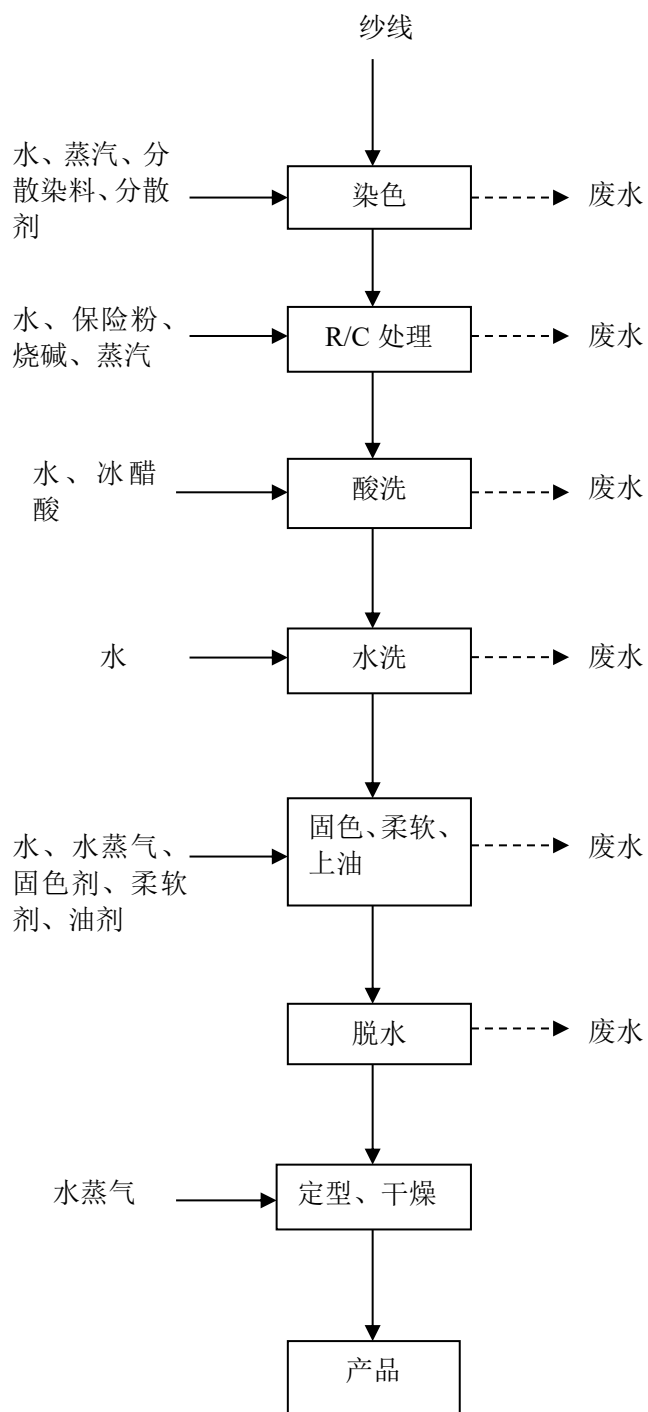 纱线
水、蒸汽、分
散染料、分散
剂
染色
废水
水、保险粉、
烧碱、蒸汽
R/C 处理
废水
水、冰醋
酸
酸洗
废水
水
水洗
废水
水、水蒸气、
固色剂、柔软
剂、油剂
固色、柔软、
上油
废水
脱水
废水
水蒸气
定型、干燥
产品